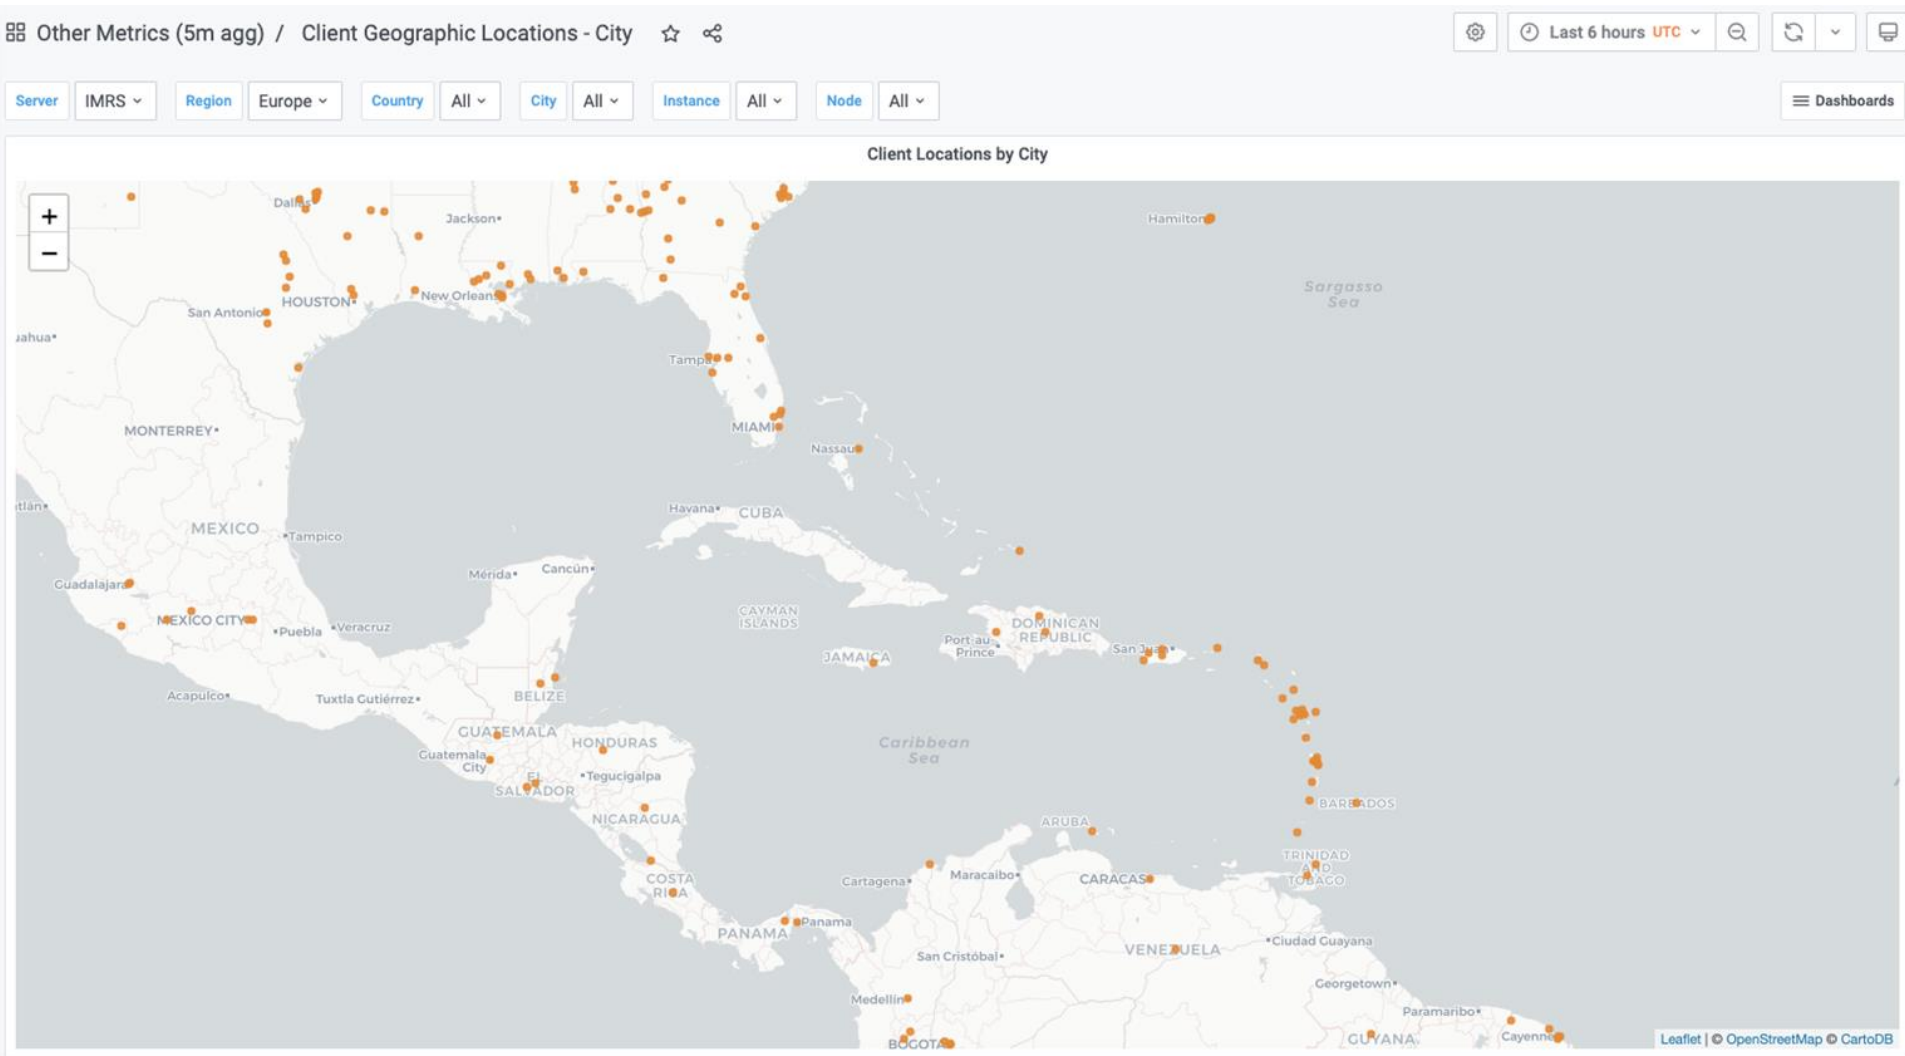 Other Metrics (5m agg) / Client Geographic Locations - City
Last 6 hours UTC
Server IMRS Region Europe Country All City All Instance All Node All
Dashboards
Client Locations by City
+
−
Dallas
Jackson
Hamilton
Sargasso
Sea
HOUSTON
New Orleans
San Antonio
uahua
Tampa
MONTERREY
MIAMI
Nassau
tlán
Havana
CUBA
MEXICO
Tampico
Mérida
Cancún
Guadalajara
CAYMAN
ISLANDS
MEXICO CITY
Puebla
Veracruz
DOMINICAN
REPUBLIC
Port-au-
Prince
San Juan
JAMAICA
Acapulco
Tuxtla Gutiérrez
BELIZE
GUATEMALA
HONDURAS
Caribbean
Sea
Guatemala
City
Tegucigalpa
EL
SALVADOR
BARBADOS
NICARAGUA
ARUBA
TRINIDAD
AND
TOBAGO
COSTA
RICA
Cartagena
Maracaibo
CARACAS
PANAMA
Panama
San Cristóbal
VENEZUELA
Ciudad Guayana
Medellín
Georgetown
Paramaribo
BOGOTA
GUYANA
Cayenne
Leaflet | © OpenStreetMap © CartoDB